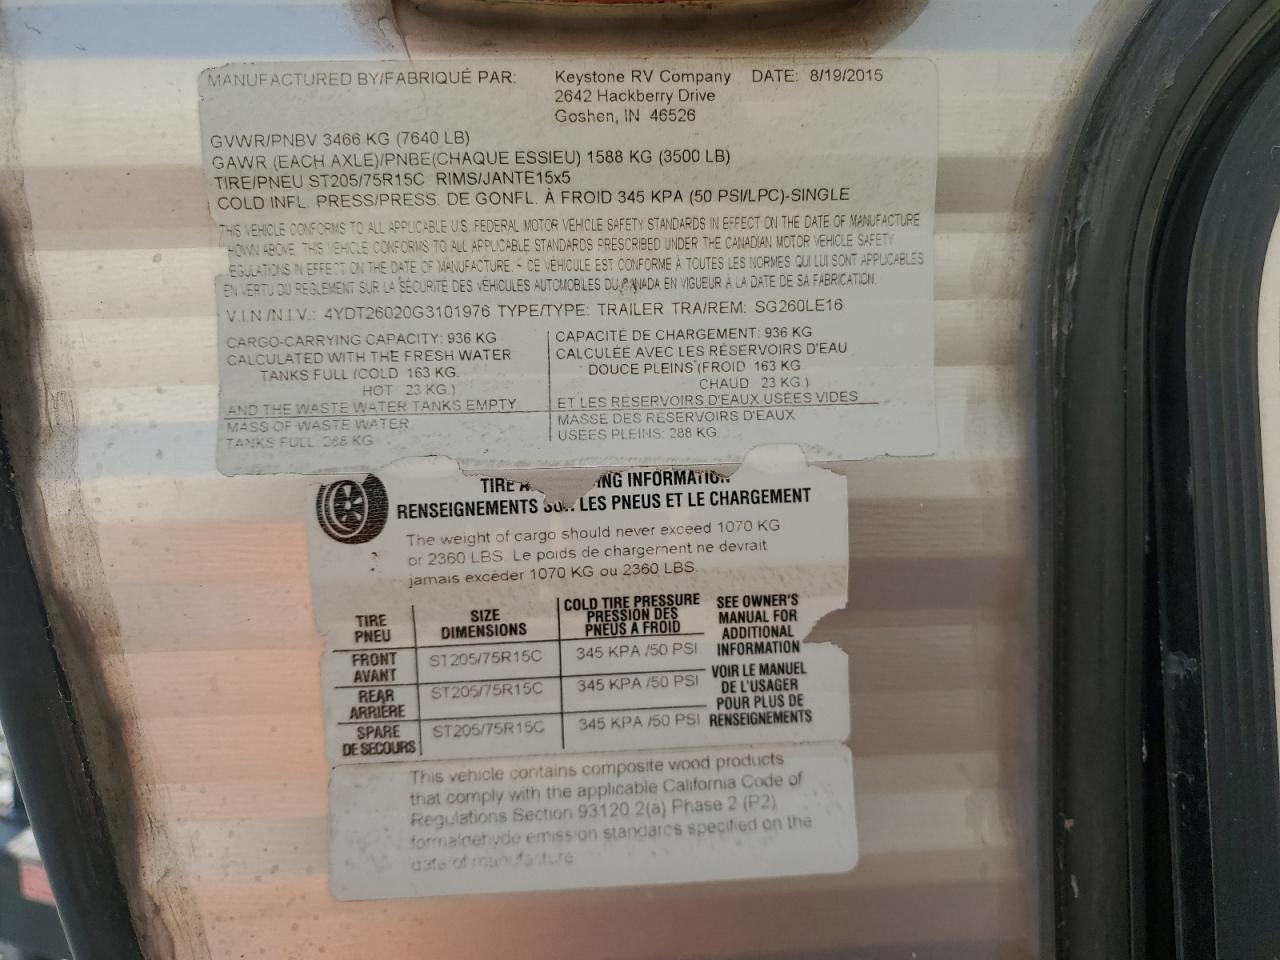 MANUFACTURED BY/FABRIQUÉ PAR: Keystone RV Company DATE: 8/19/2015
2642 Hackberry Drive
Goshen, IN 46526
GVWR/PNBV 3466 KG (7640 LB)
GAWR (EACH AXLE)/PNBE(CHAQUE ESSIEU) 1588 KG (3500 LB)
TIRE/PNEU ST205/75R15C RIMS/JANTE15x5
COLD INFL. PRESS/PRESS. DE GONFL. À FROID 345 KPA (50 PSI/LPC)-SINGLE
THIS VEHICLE CONFORMS TO ALL APPLICABLE U.S. FEDERAL MOTOR VEHICLE SAFETY STANDARDS IN EFFECT ON THE DATE OF MANUFACTURE
HOWN ABOVE. THIS VEHICLE CONFORMS TO ALL APPLICABLE STANDARDS PRESCRIBED UNDER THE CANADIAN MOTOR VEHICLE SAFETY
EGULATIONS IN EFFECT ON THE DATE OF MANUFACTURE. - CE VÉHICULE EST CONFORME À TOUTES LES NORMES QUI LUI SONT APPLICABLES
EN VERTU DU RÈGLEMENT SUR LA SÉCURITÉ DES VÉHICULES AUTOMOBILES DU CANADA EN VIGUEUR À LA DATE DE SA FABRICATION.
V.I.N./N.I.V.: 4YDT26020G3101976 TYPE/TYPE: TRAILER TRA/REM: SG260LE16
CARGO-CARRYING CAPACITY: 936 KG
CALCULATED WITH THE FRESH WATER
TANKS FULL (COLD 163 KG.
HOT 23 KG.)
AND THE WASTE WATER TANKS EMPTY
MASS OF WASTE WATER
TANKS FULL: 288 KG
CAPACITÉ DE CHARGEMENT: 936 KG
CALCULÉE AVEC LES RÉSERVOIRS D'EAU
DOUCE PLEINS (FROID 163 KG
CHAUD 23 KG.)
ET LES RÉSERVOIRS D'EAUX USÉES VIDES
MASSE DES RÉSERVOIRS D'EAUX
USÉES PLEINS: 288 KG
TIRE A ING INFORMATION
RENSEIGNEMENTS SUR LES PNEUS ET LE CHARGEMENT
The weight of cargo should never exceed 1070 KG
or 2360 LBS. Le poids de chargement ne devrait
jamais excéder 1070 KG ou 2360 LBS.
TIRE PNEU SIZE DIMENSIONS COLD TIRE PRESSURE PRESSION DES PNEUS A FROID
FRONT AVANT ST205/75R15C 345 KPA /50 PSI
REAR ARRIÈRE ST205/75R15C 345 KPA /50 PSI
SPARE DE SECOURS ST205/75R15C 345 KPA /50 PSI
SEE OWNER'S
MANUAL FOR
ADDITIONAL
INFORMATION
VOIR LE MANUEL
DE L'USAGER
POUR PLUS DE
RENSEIGNEMENTS
This vehicle contains composite wood products
that comply with the applicable California Code of
Regulations Section 93120.2(a) Phase 2 (P2)
formaldehyde emission standards specified on the
date of manufacture